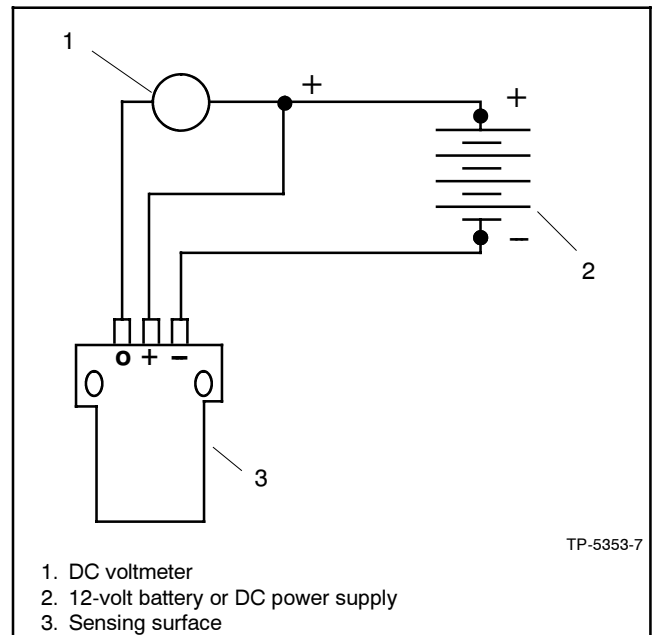 1
+
+
–
2
o + –
3
TP-5353-7
1. DC voltmeter
2. 12-volt battery or DC power supply
3. Sensing surface